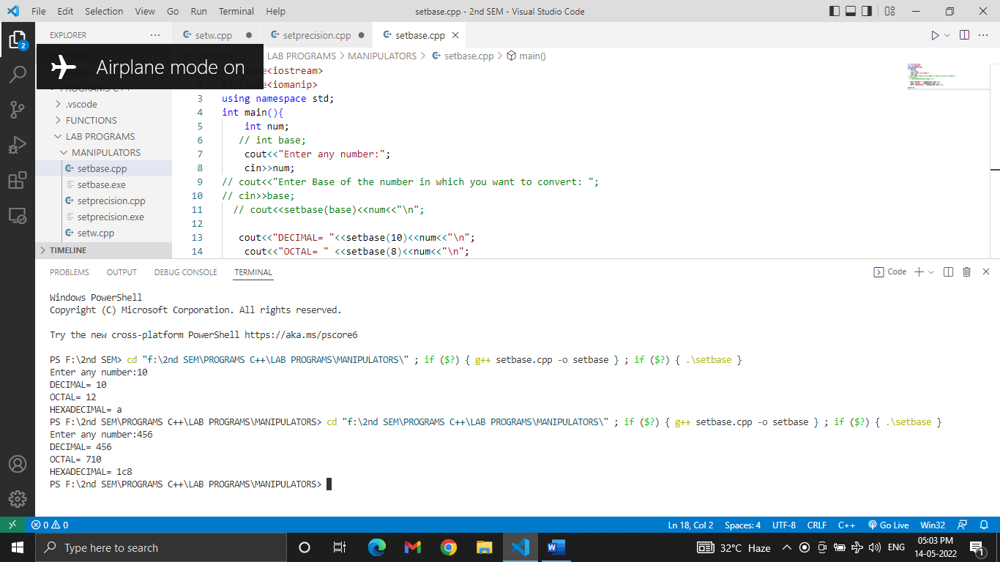 File Edit Selection View Go Run Terminal Help setbase.cpp - 2nd SEM - Visual Studio Code
EXPLORER ··· setw.cpp setprecision.cpp setbase.cpp
LAB PROGRAMS > MANIPULATORS > setbase.cpp > main()
Airplane mode on
2
.vscode
FUNCTIONS
LAB PROGRAMS
MANIPULATORS
setbase.cpp
setbase.exe
setprecision.cpp
setprecision.exe
setw.cpp
TIMELINE
<iostream>
<iomanip>
3 using namespace std;
4 int main(){
5 int num;
6 // int base;
7 cout<<"Enter any number:";
8 cin>>num;
9 // cout<<"Enter Base of the number in which you want to convert: ";
10 // cin>>base;
11 // cout<<setbase(base)<<num<<"\n";
12
13 cout<<"DECIMAL= "<<setbase(10)<<num<<"\n";
14 cout<<"OCTAL= " <<setbase(8)<<num<<"\n";
PROBLEMS OUTPUT DEBUG CONSOLE TERMINAL Code
Windows PowerShell
Copyright (C) Microsoft Corporation. All rights reserved.
Try the new cross-platform PowerShell https://aka.ms/pscore6
PS F:\2nd SEM> cd "f:\2nd SEM\PROGRAMS C++\LAB PROGRAMS\MANIPULATORS\" ; if ($?) { g++ setbase.cpp -o setbase } ; if ($?) { .\setbase }
Enter any number:10
DECIMAL= 10
OCTAL= 12
HEXADECIMAL= a
PS F:\2nd SEM\PROGRAMS C++\LAB PROGRAMS\MANIPULATORS> cd "f:\2nd SEM\PROGRAMS C++\LAB PROGRAMS\MANIPULATORS\" ; if ($?) { g++ setbase.cpp -o setbase } ; if ($?) { .\setbase }
Enter any number:456
DECIMAL= 456
OCTAL= 710
HEXADECIMAL= 1c8
PS F:\2nd SEM\PROGRAMS C++\LAB PROGRAMS\MANIPULATORS>
0 0 Ln 18, Col 2 Spaces: 4 UTF-8 CRLF C++ Go Live Win32
Type here to search 32°C Haze ENG 05:03 PM
14-05-2022 1